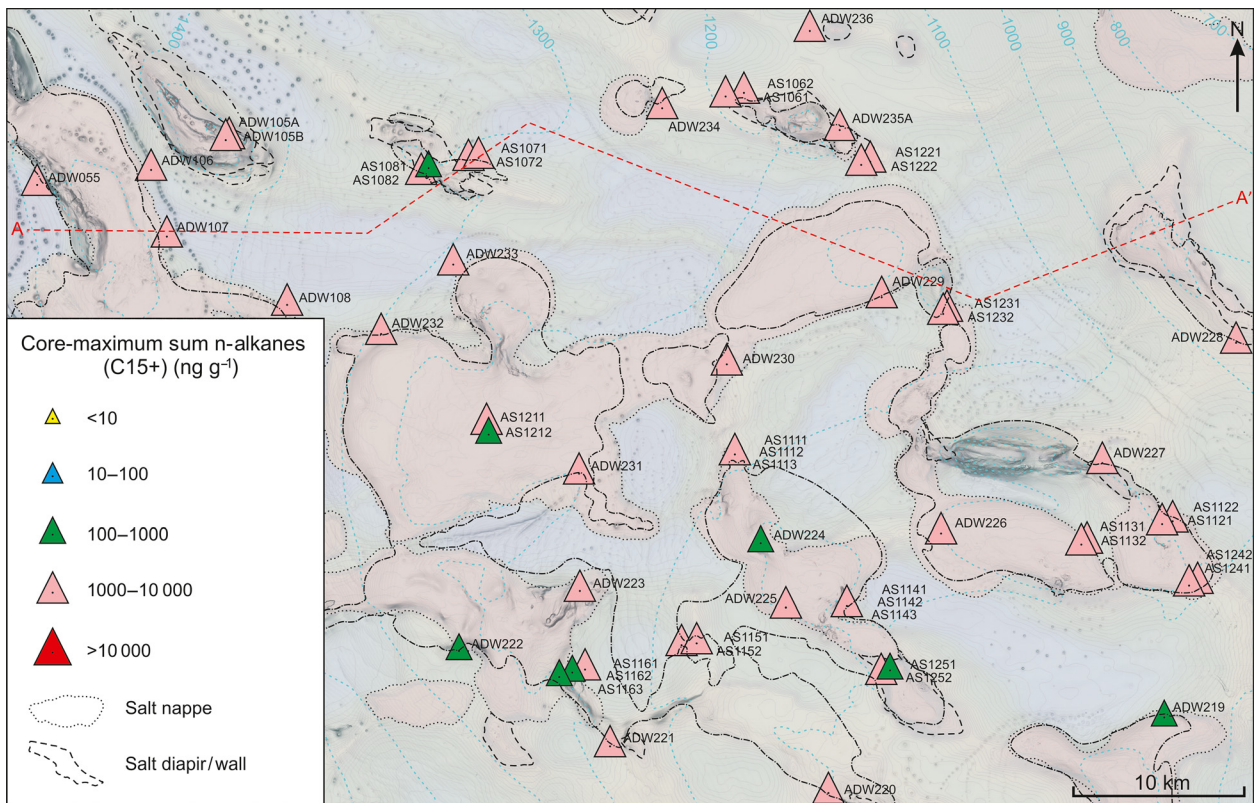 1400
1300
1200
1100
1000
900
800
700
N
ADW236
AS1062
AS1061
ADW234
ADW235A
ADW105A
ADW105B
AS1071
AS1072
AS1221
AS1222
ADW106
AS1081
AS1082
ADW055
A
A'
ADW107
ADW233
ADW229
ADW108
AS1231
AS1232
ADW232
ADW228
ADW230
AS1211
AS1212
AS1111
AS1112
AS1113
ADW231
ADW227
AS1122
AS1121
ADW224
ADW226
AS1131
AS1132
AS1242
AS1241
ADW223
ADW225
AS1141
AS1142
AS1143
ADW222
AS1151
AS1152
AS1161
AS1162
AS1163
AS1251
AS1252
ADW219
ADW221
ADW220
10 km
Core-maximum sum n-alkanes
(C15+) (ng g⁻¹)
<10
10–100
100–1000
1000–10 000
>10 000
Salt nappe
Salt diapir/wall